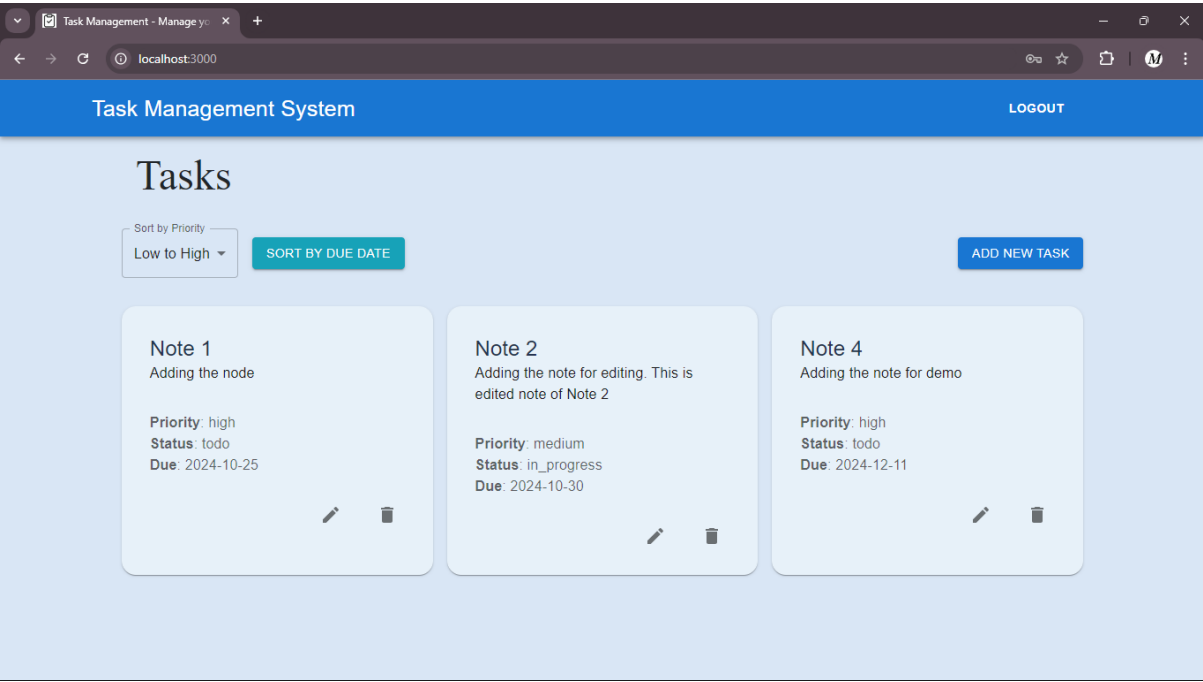 Task Management - Manage yo
localhost:3000
Task Management System
LOGOUT
Tasks
Sort by Priority
Low to High
SORT BY DUE DATE
ADD NEW TASK
Note 1
Adding the node
Priority: high
Status: todo
Due: 2024-10-25
Note 2
Adding the note for editing. This is
edited note of Note 2
Priority: medium
Status: in_progress
Due: 2024-10-30
Note 4
Adding the note for demo
Priority: high
Status: todo
Due: 2024-12-11